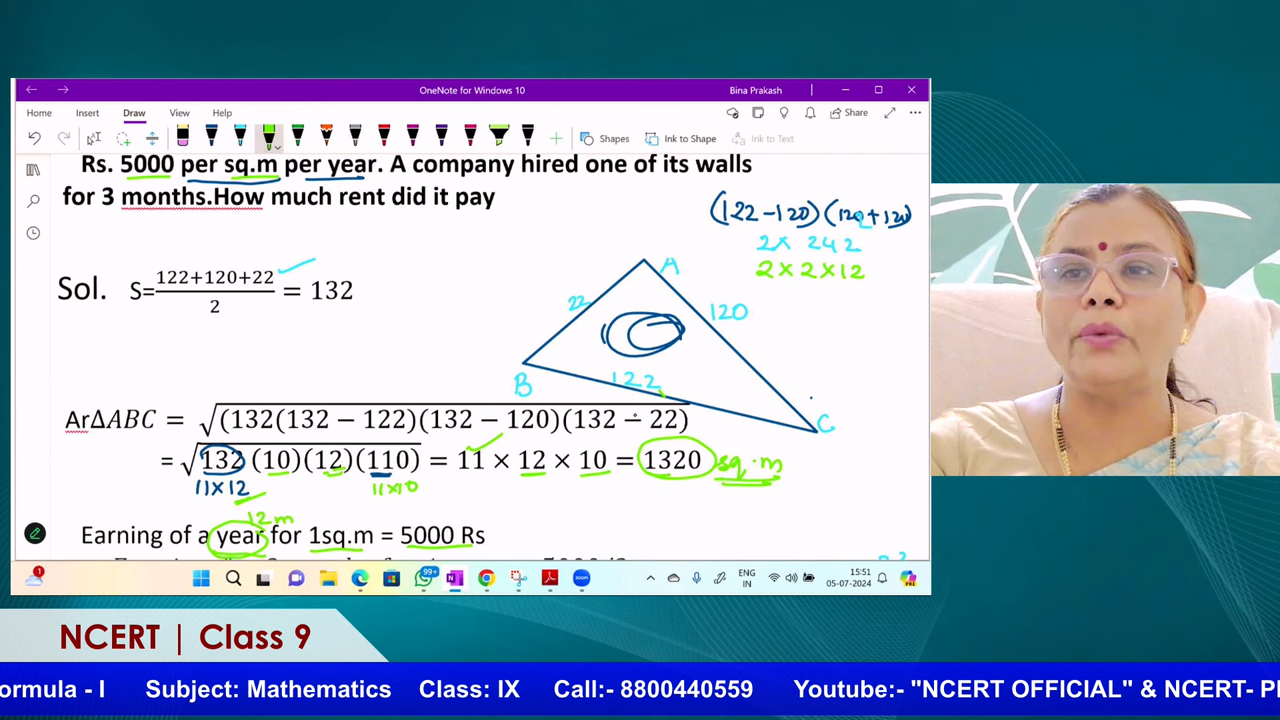 OneNote for Windows 10
Bina Prakash
Home Insert Draw View Help
Share
Shapes Ink to Shape Ink to Text
Rs. 5000 per sq.m per year. A company hired one of its walls
for 3 months.How much rent did it pay
(122-120)(122+120)
2× 242
2×2×12
Sol. S= 122+120+22 / 2 = 132
A
22
120
B
122
C
ArΔABC = √(132(132 − 122)(132 − 120)(132 − 22)
= √132 (10)(12)(110) = 11 × 12 × 10 = 1320 sq.m
11×12
11×10
12m
Earning of a year for 1sq.m = 5000 Rs
1
99+
ENG
IN
15:51
05-07-2024
PRE
NCERT | Class 9
ormula - I Subject: Mathematics Class: IX Call:- 8800440559 Youtube:- "NCERT OFFICIAL" & NCERT- P